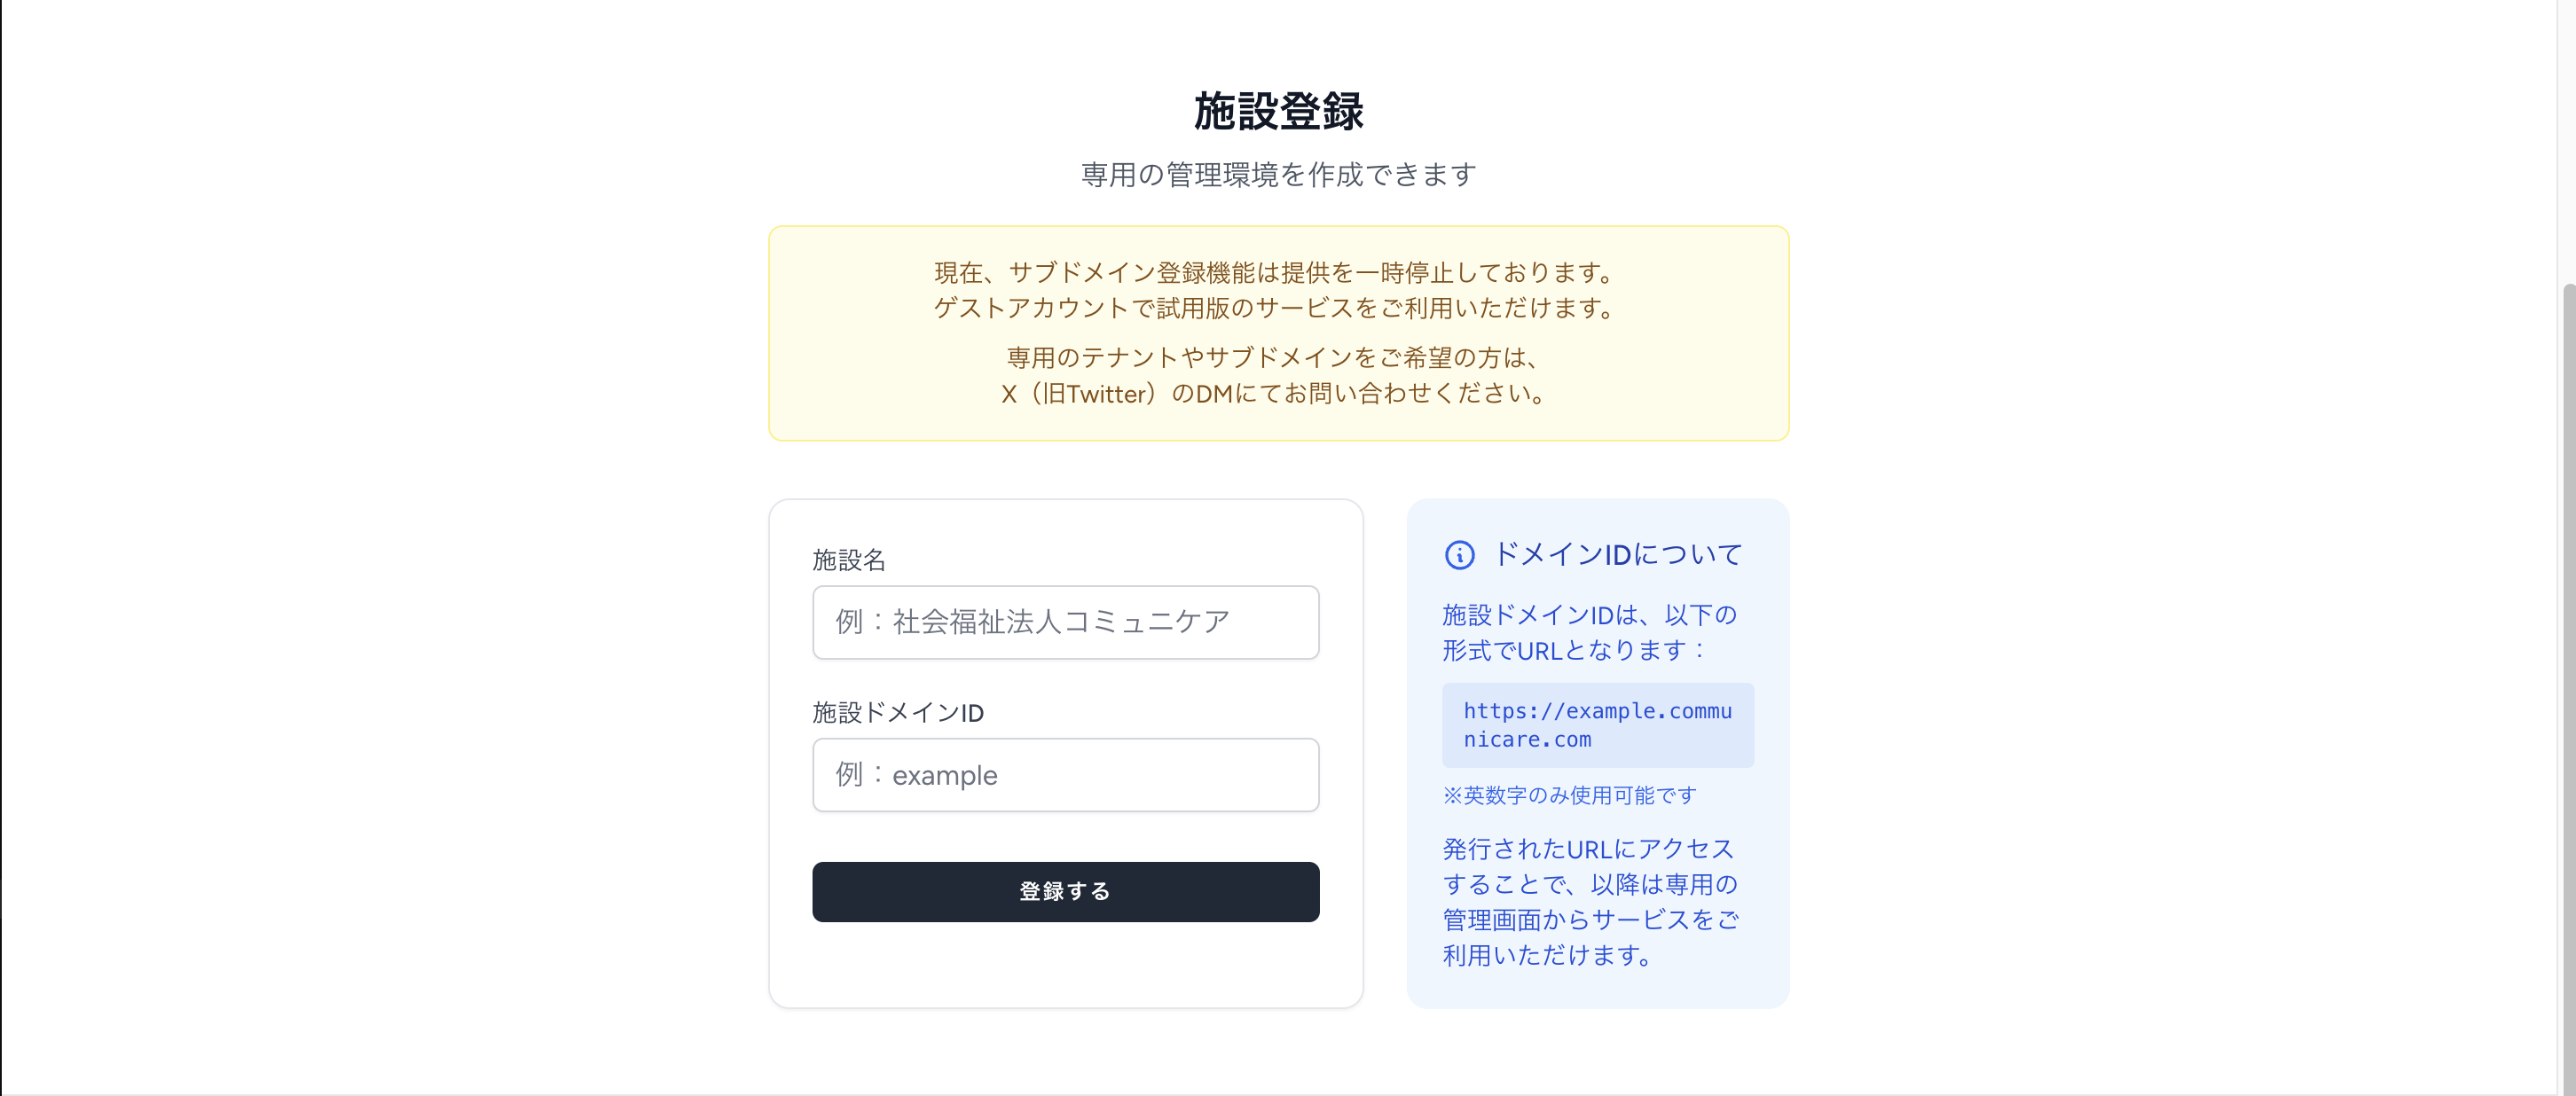 施設登録
専用の管理環境を作成できます
現在、サブドメイン登録機能は提供を一時停止しております。
ゲストアカウントで試用版のサービスをご利用いただけます。
専用のテナントやサブドメインをご希望の方は、
X（旧Twitter）のDMにてお問い合わせください。
施設名
例：社会福祉法人コミュニケア
施設ドメインID
例：example
登録する
ドメインIDについて
施設ドメインIDは、以下の
形式でURLとなります：
https://example.commu
nicare.com
※英数字のみ使用可能です
発行されたURLにアクセス
することで、以降は専用の
管理画面からサービスをご
利用いただけます。